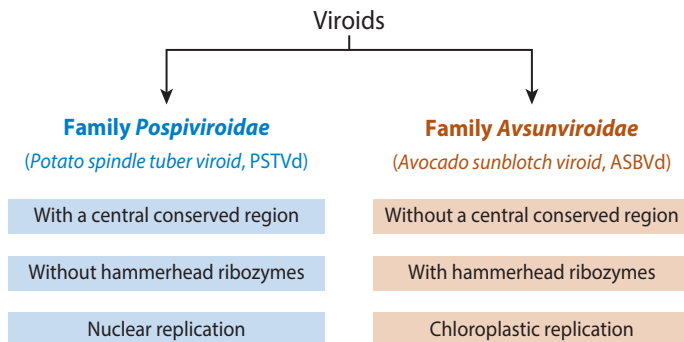 Viroids
Family Pospiviroidae
(Potato spindle tuber viroid, PSTVd)
With a central conserved region
Without hammerhead ribozymes
Nuclear replication
Family Avsunviroidae
(Avocado sunblotch viroid, ASBVd)
Without a central conserved region
With hammerhead ribozymes
Chloroplastic replication